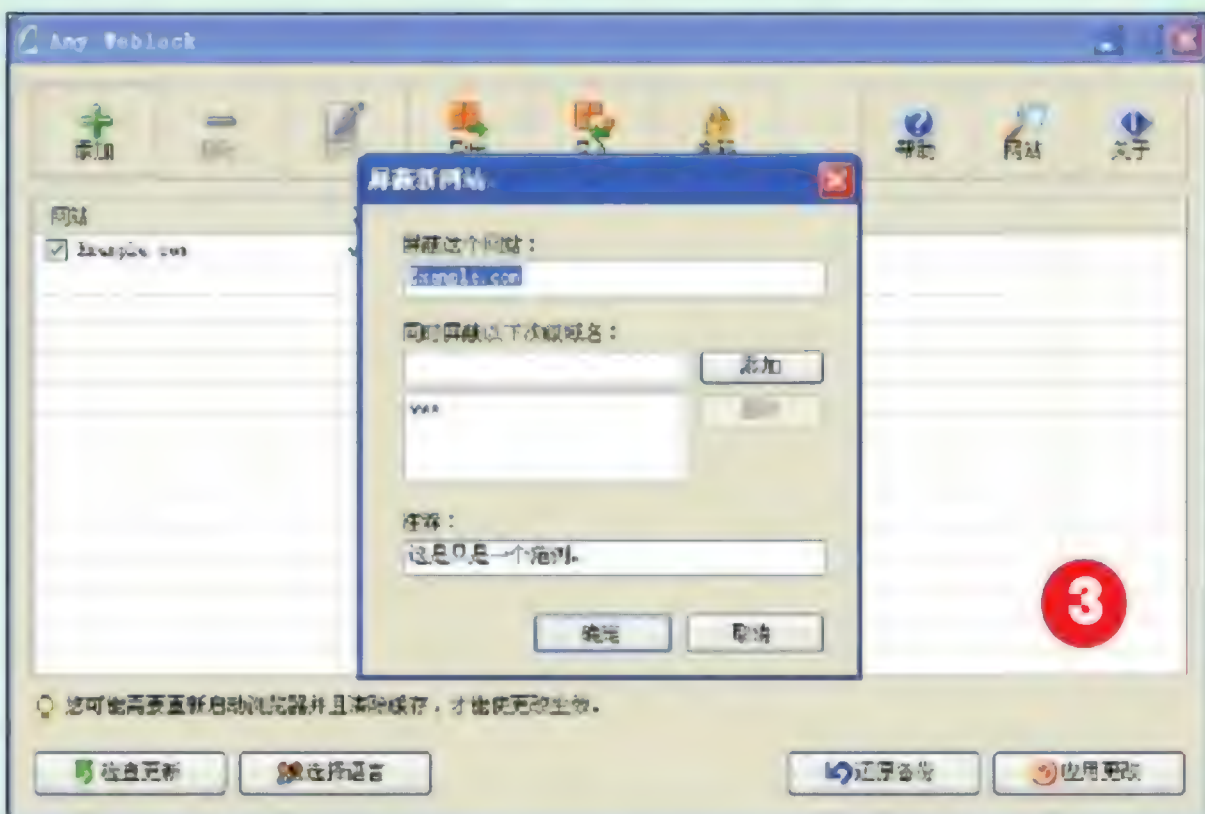 Any Weblock
添加
帮助 网站 关于
屏蔽新网站
网站
Example.com
屏蔽这个网站：
Example.com
同时屏蔽以下次级域名：
添加
www
注释：
这是只是一个范例。
3
确定 取消
您可能需要重新启动浏览器并且清除缓存，才能使更改生效。
检查更新 选择语言 还原备份 应用更改